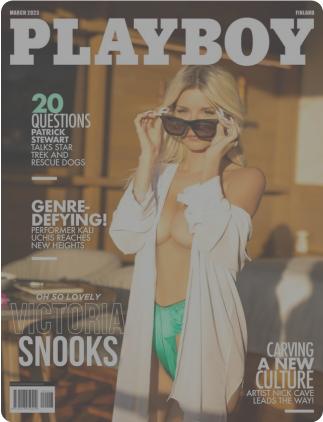 MARCH 2023
FINLAND
PLAYBOY
20
QUESTIONS
PATRICK
STEWART
TALKS STAR
TREK AND
RESCUE DOGS
GENRE-
DEFYING!
PERFORMER KALI
UCHIS REACHES
NEW HEIGHTS
OH SO LOVELY
VICTORIA
SNOOKS
CARVING
A NEW
CULTURE
ARTIST NICK CAVE
LEADS THE WAY!